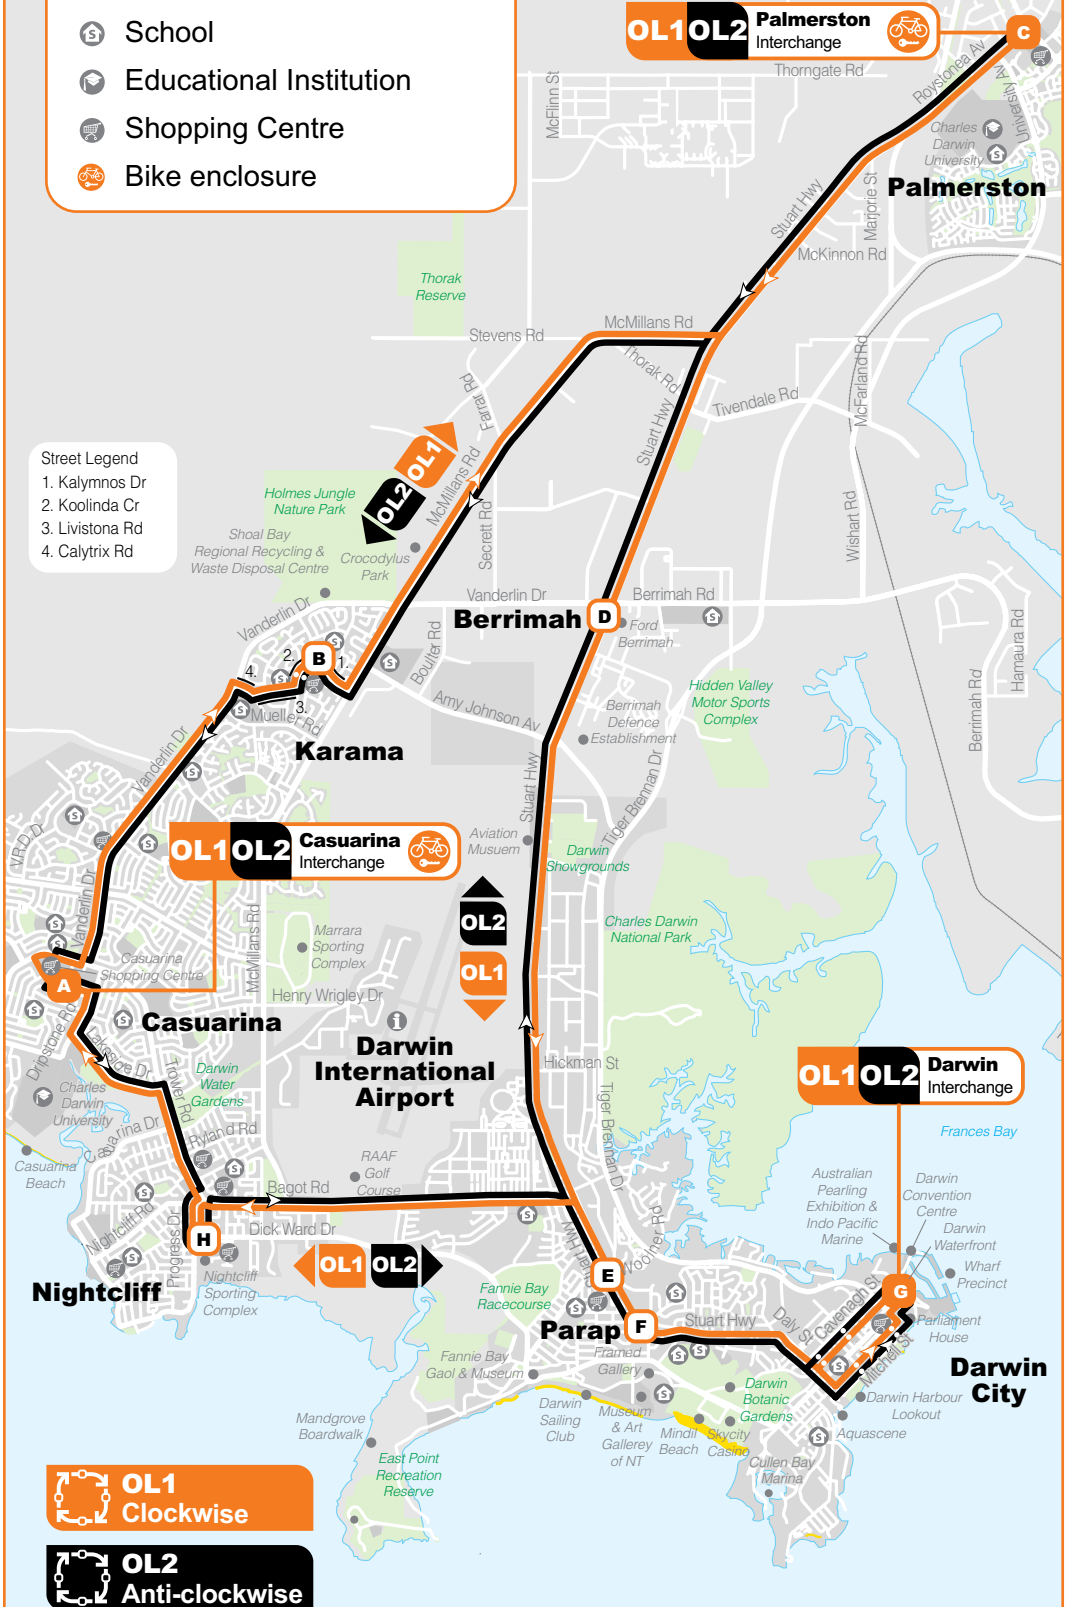 School
Educational Institution
Shopping Centre
Bike enclosure
OL1 OL2 Palmerston
Interchange
C
Thorngate Rd
McFlinn St
Roystonea Av
University Av
Charles
Darwin
University
Palmerston
Stuart Hwy
Marjorie St
McKinnon Rd
Thorak
Reserve
McMillans Rd
Stevens Rd
Thorak Rd
Farrar Rd
Stuart Hwy
Tivendale Rd
McFarland Rd
Street Legend
1. Kalymnos Dr
2. Koolinda Cr
3. Livistona Rd
4. Calytrix Rd
OL1
OL2
McMillans Rd
Holmes Jungle
Nature Park
Shoal Bay
Regional Recycling &
Waste Disposal Centre
Crocodylus
Park
Secrett Rd
Wishart Rd
Vanderlin Dr
Vanderlin Dr
Berrimah Rd
Berrimah
D
Ford
Berrimah
Boulter Rd
Hamaura Rd
Berrimah Rd
B
1.
2.
3.
4.
Mueller Rd
Amy Johnson Av
Hidden Valley
Motor Sports
Complex
Berrimah
Defence
Establishment
Karama
Vanderlin Dr
Stuart Hwy
Tiger Brennan Dr
V.R.D.D.
OL1 OL2 Casuarina
Interchange
Aviation
Musuem
Darwin
Showgrounds
Vanderlin Dr
OL2
OL1
Charles Darwin
National Park
McMillans Rd
Marrara
Sporting
Complex
Casuarina
Shopping Centre
A
Henry Wrigley Dr
Casuarina
Dripstone Rd
Lakeside Dr
Trower Rd
Darwin
Water
Gardens
Darwin
International
Airport
Hickman St
Tiger Brennan Dr
OL1 OL2 Darwin
Interchange
Charles
Darwin
University
Casuarina Dr
Ryland Rd
Frances Bay
Casuarina
Beach
RAAF
Golf
Course
Bagot Rd
Dick Ward Dr
Australian
Pearling
Exhibition &
Indo Pacific
Marine
Darwin
Convention
Centre
Darwin
Waterfront
Wharf
Precinct
Nightcliff Rd
Progress Dr
H
OL1 OL2
Nightcliff
Nightcliff
Sporting
Complex
Woolner Rd
E
Fannie Bay
Racecourse
Parap
F
Stuart Hwy
Daly St
Cavenagh St
G
Mitchell St
Parliament
House
Darwin
City
Fannie Bay
Gaol & Museum
Framed
Gallery
Darwin
Botanic
Gardens
Darwin Harbour
Lookout
Aquascene
Darwin
Sailing
Club
Museum
& Art
Gallerey
of NT
Mindil
Beach
Skycity
Casino
Cullen Bay
Marina
Mandgrove
Boardwalk
East Point
Recreation
Reserve
OL1
Clockwise
OL2
Anti-clockwise